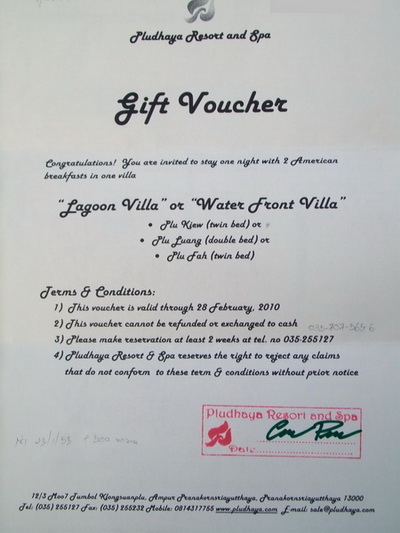 Pludhaya Resort and Spa
Gift Voucher
Congratulations! You are invited to stay one night with 2 American
breakfasts in one villa
"Lagoon Villa" or "Water Front Villa"
• Plu Kiew (twin bed) or
• Plu Luang (double bed) or
• Plu Fah (twin bed)
Terms & Conditions:
1) This voucher is valid through 28 February, 2010
2) This voucher cannot be refunded or exchanged to cash
3) Please make reservation at least 2 weeks at tel. no 035-255127
4) Pludhaya Resort & Spa reserves the right to reject any claims
that do not conform to these term & conditions without prior notice
Pludhaya Resort and Spa
Date
12/3 Moo7 Tumbol Klongsuanplu, Ampur Pranakornsriayutthaya, Pranakornsriayutthaya 13000
Tel: (035) 255127 Fax: (035) 255232 Mobile: 0814317755 www.pludhaya.com E-mail: sale@pludhaya.com